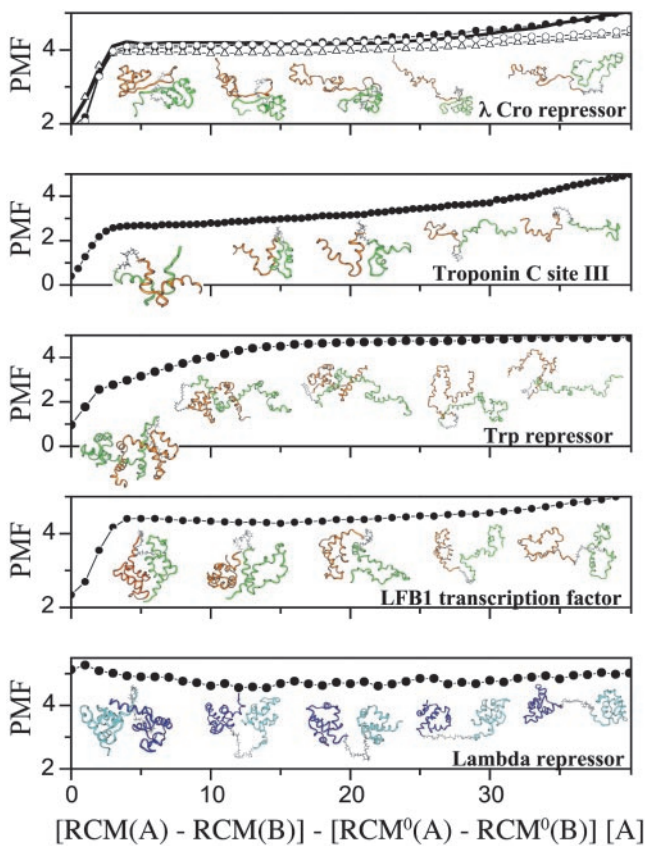 PMF
4
2
λ Cro repressor
PMF
4
2
0
Troponin C site III
PMF
4
2
0
Trp repressor
PMF
4
2
LFB1 transcription factor
PMF
4
2
Lambda repressor
0 10 20 30
[RCM(A) - RCM(B)] - [RCM⁰(A) - RCM⁰(B)] [A]